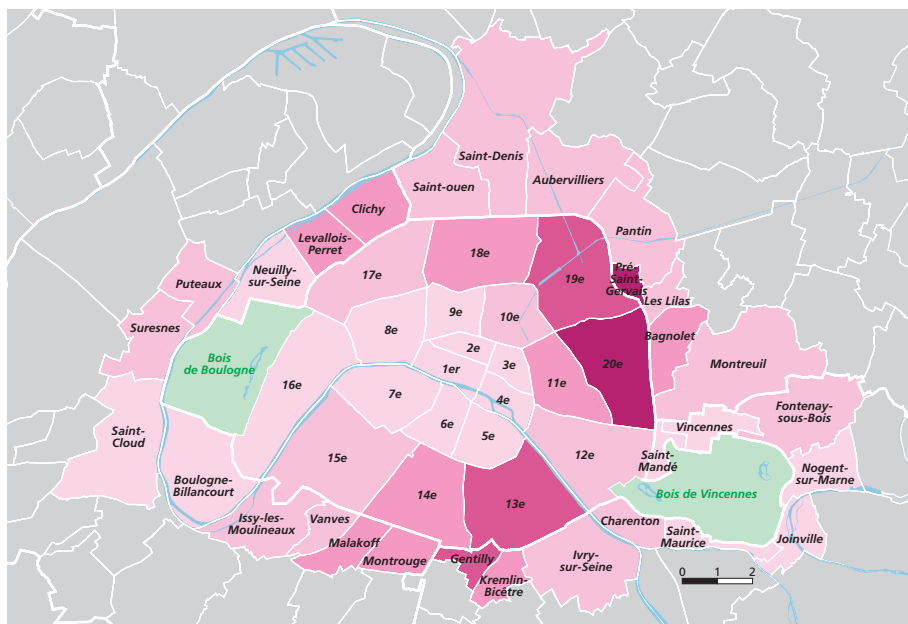 Saint-Denis
Saint-ouen
Aubervilliers
Clichy
Levallois-
Perret
Pantin
18e
19e
Pré-
Saint-
Gervais
Neuilly-
sur-Seine
17e
Puteaux
Les Lilas
Suresnes
9e
10e
8e
Bagnolet
Bois
de Boulogne
2e
3e
20e
Montreuil
1er
16e
11e
7e
4e
Fontenay-
sous-Bois
6e
5e
Vincennes
Saint-
Cloud
15e
12e
Saint-
Mandé
Nogent-
sur-Marne
Boulogne-
Billancourt
14e
13e
Bois de Vincennes
Issy-les-
Moulineaux
Vanves
Charenton
Saint-
Maurice
Joinville
Malakoff
Montrouge
Gentilly
Kremlin-
Bicêtre
Ivry-
sur-Seine
0 1 2